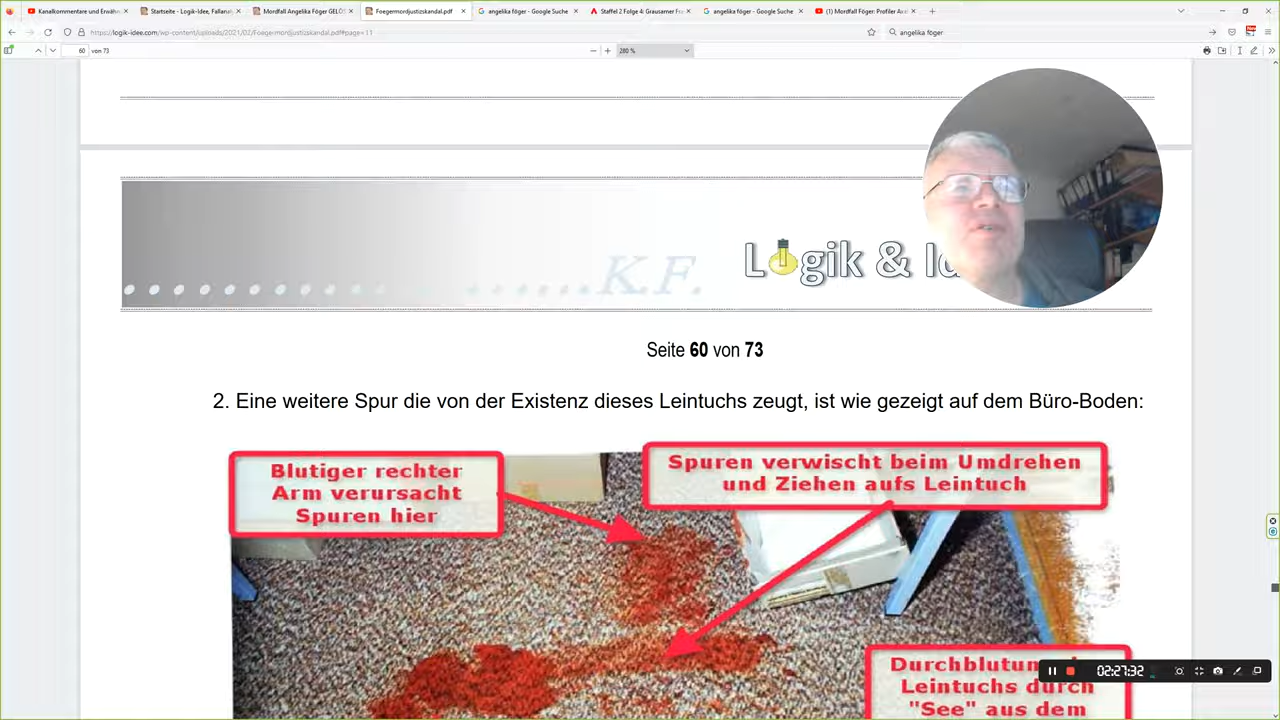 Kanalkommentare und Erwähn
Startseite - Logik-Idee, Fallanaly
Mordfall Angelika Föger GELÖS
Foegermordjustizskandal.pdf
angelika föger - Google Suche
Staffel 2 Folge 4: Grausamer Fra
angelika föger - Google Suche
(1) Mordfall Föger: Profiler Axel
https://logik-idee.com/wp-content/uploads/2021/02/Foegermordjustizskandal.pdf#page=11
angelika föger
60 von 73
280 %
K.F.
Logik & Id
Seite 60 von 73
2. Eine weitere Spur die von der Existenz dieses Leintuchs zeugt, ist wie gezeigt auf dem Büro-Boden:
Blutiger rechter
Arm verursacht
Spuren hier
Spuren verwischt beim Umdrehen
und Ziehen aufs Leintuch
Durchblutun
Leintuchs durch
"See" aus dem
02:27:32